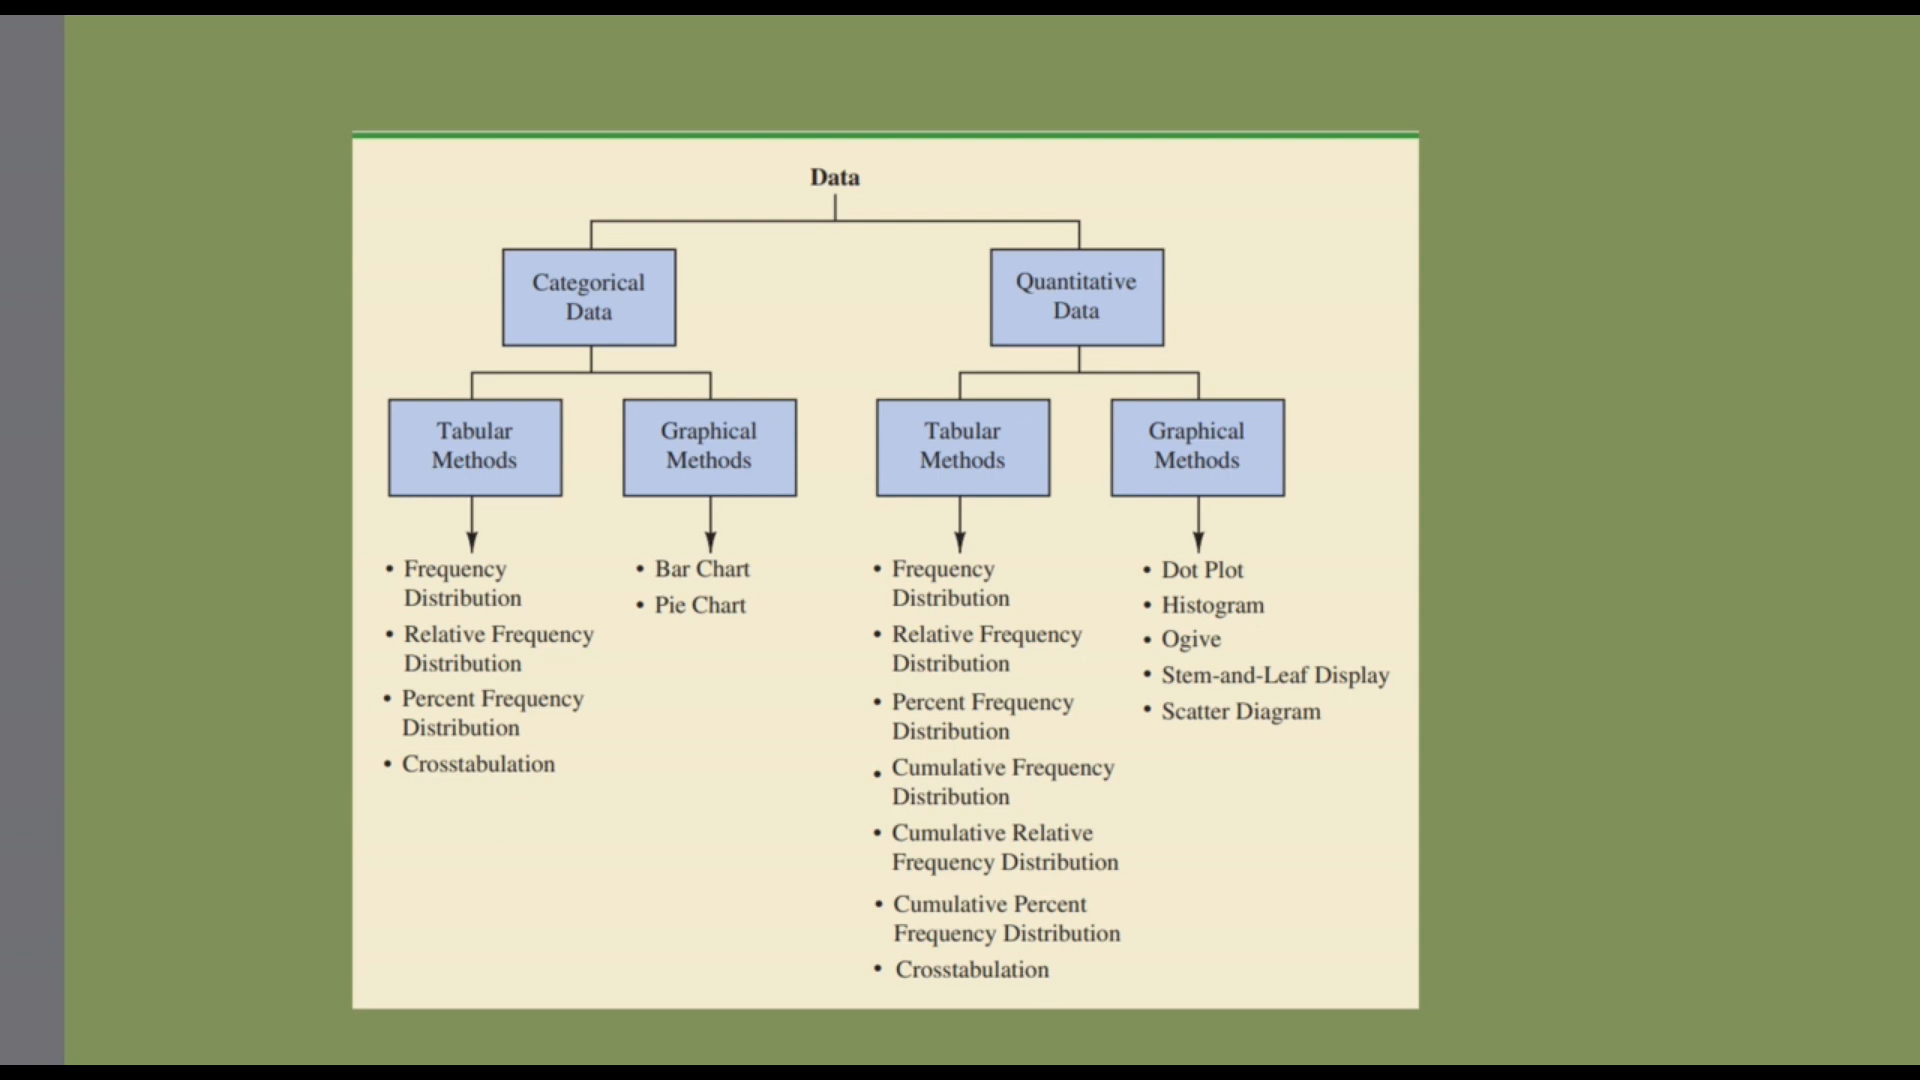 Data
Categorical
Data
Quantitative
Data
Tabular
Methods
Graphical
Methods
Tabular
Methods
Graphical
Methods
• Frequency
Distribution
• Relative Frequency
Distribution
• Percent Frequency
Distribution
• Crosstabulation
• Bar Chart
• Pie Chart
• Frequency
Distribution
• Relative Frequency
Distribution
• Percent Frequency
Distribution
• Cumulative Frequency
Distribution
• Cumulative Relative
Frequency Distribution
• Cumulative Percent
Frequency Distribution
• Crosstabulation
• Dot Plot
• Histogram
• Ogive
• Stem-and-Leaf Display
• Scatter Diagram